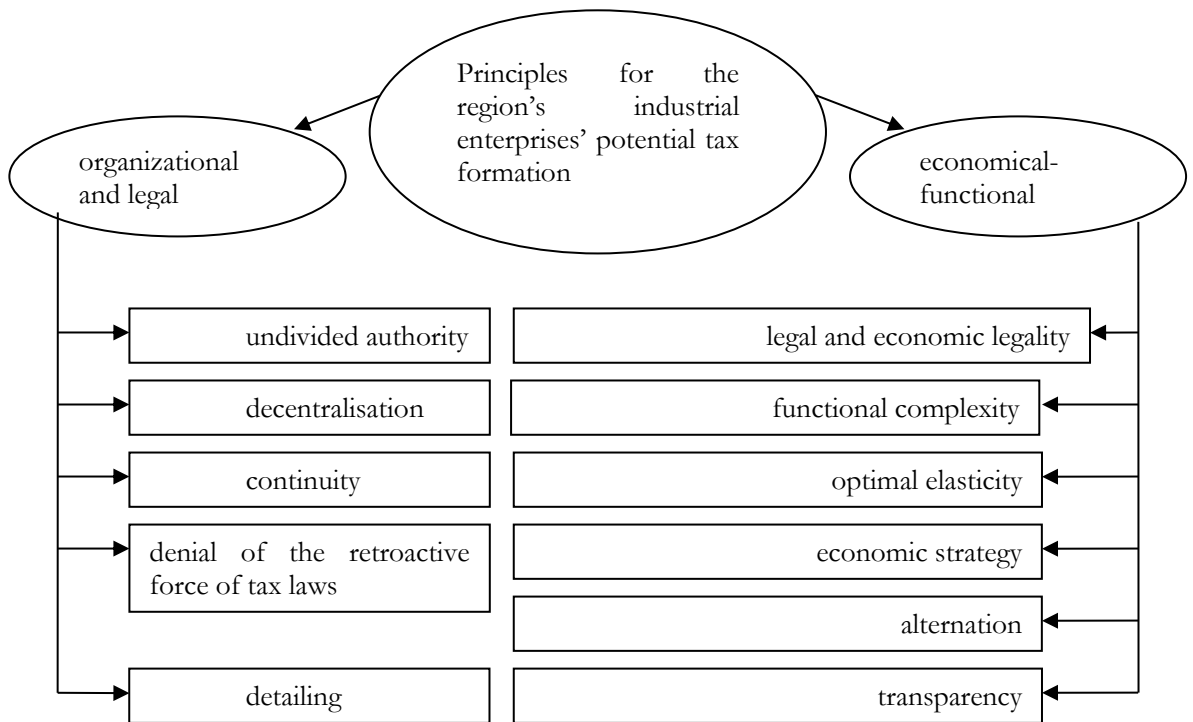 Principles for the
region's industrial
enterprises' potential tax
formation
organizational
and legal
economical-
functional
undivided authority
legal and economic legality
decentralisation
functional complexity
continuity
optimal elasticity
denial of the retroactive
force of tax laws
economic strategy
alternation
detailing
transparency